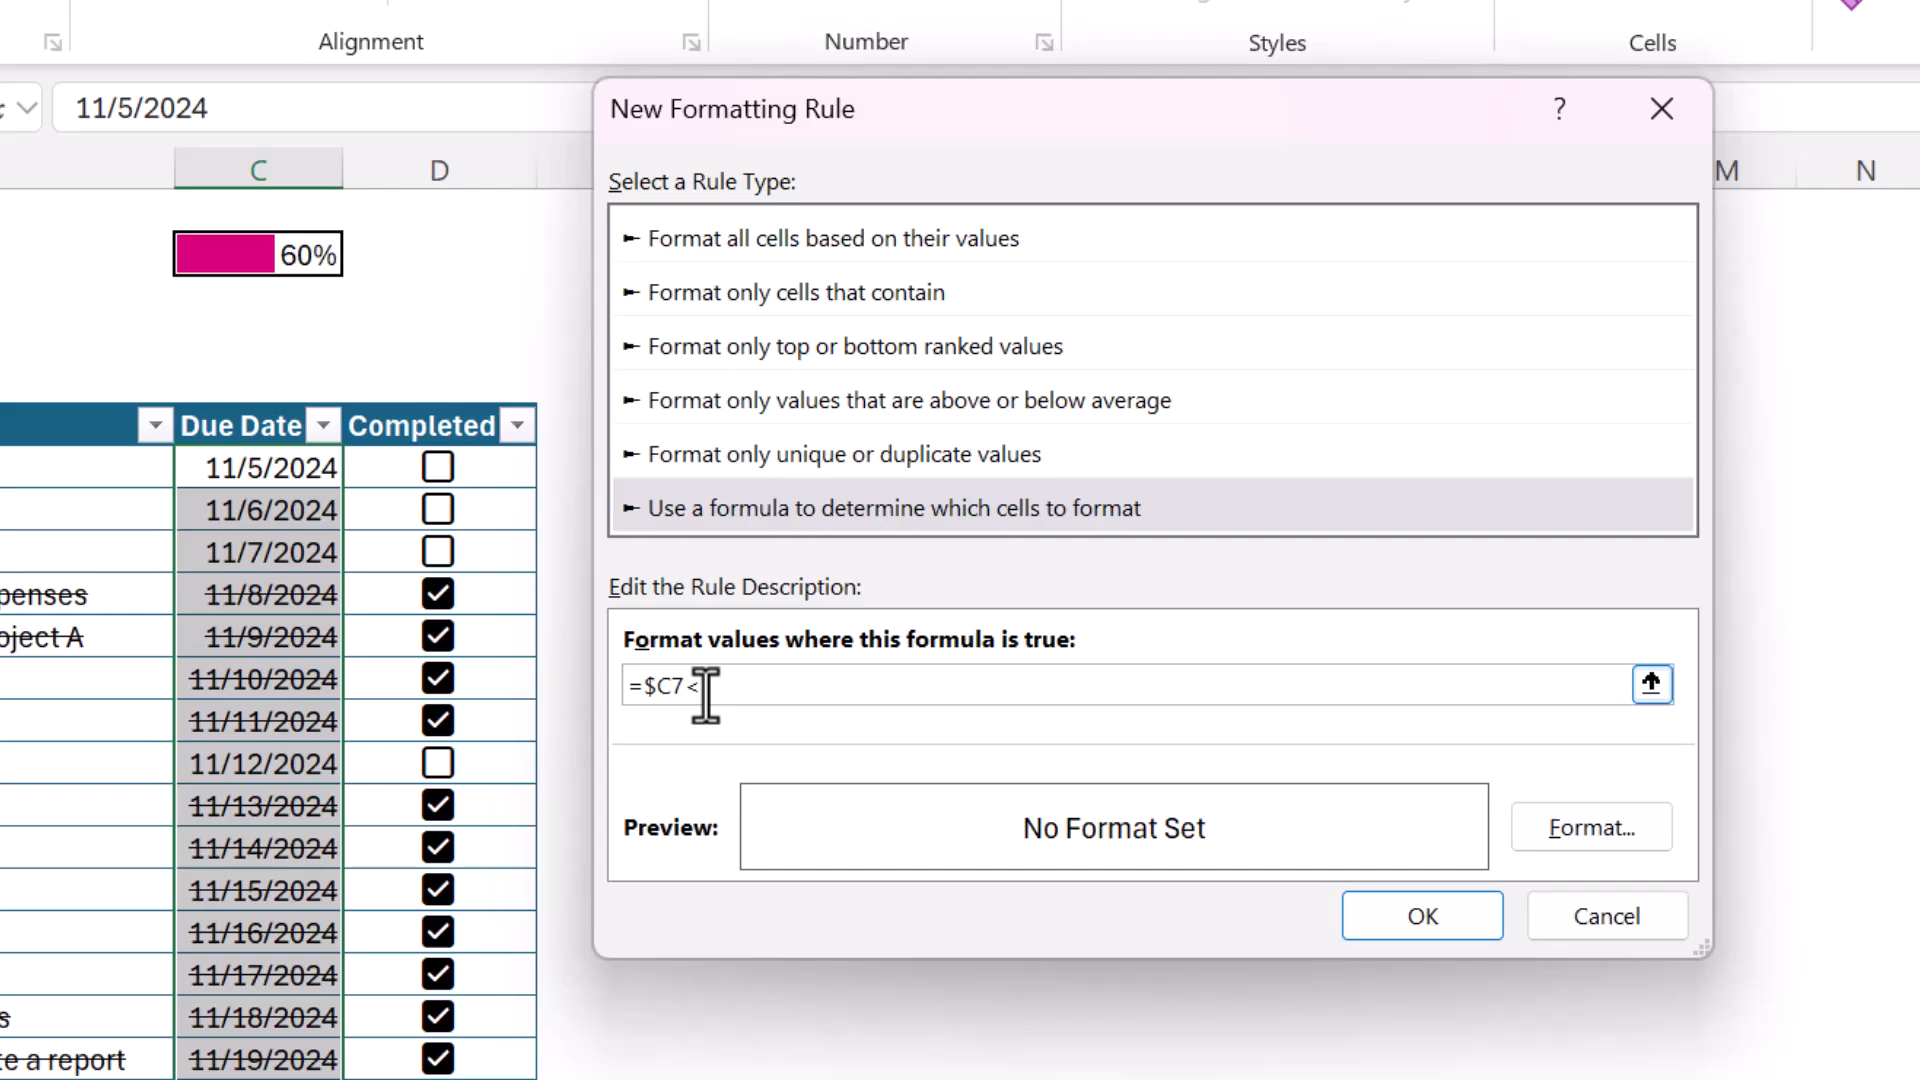 Alignment
Number
Styles
Cells
11/5/2024
New Formatting Rule
?
C
D
M
N
Select a Rule Type:
60%
Format all cells based on their values
Format only cells that contain
Format only top or bottom ranked values
Format only values that are above or below average
Format only unique or duplicate values
Use a formula to determine which cells to format
Due Date
Completed
11/5/2024
11/6/2024
11/7/2024
penses
11/8/2024
oject A
11/9/2024
11/10/2024
11/11/2024
11/12/2024
11/13/2024
11/14/2024
11/15/2024
11/16/2024
11/17/2024
s
11/18/2024
te a report
11/19/2024
Edit the Rule Description:
Format values where this formula is true:
=$C7<
Preview:
No Format Set
Format...
OK
Cancel